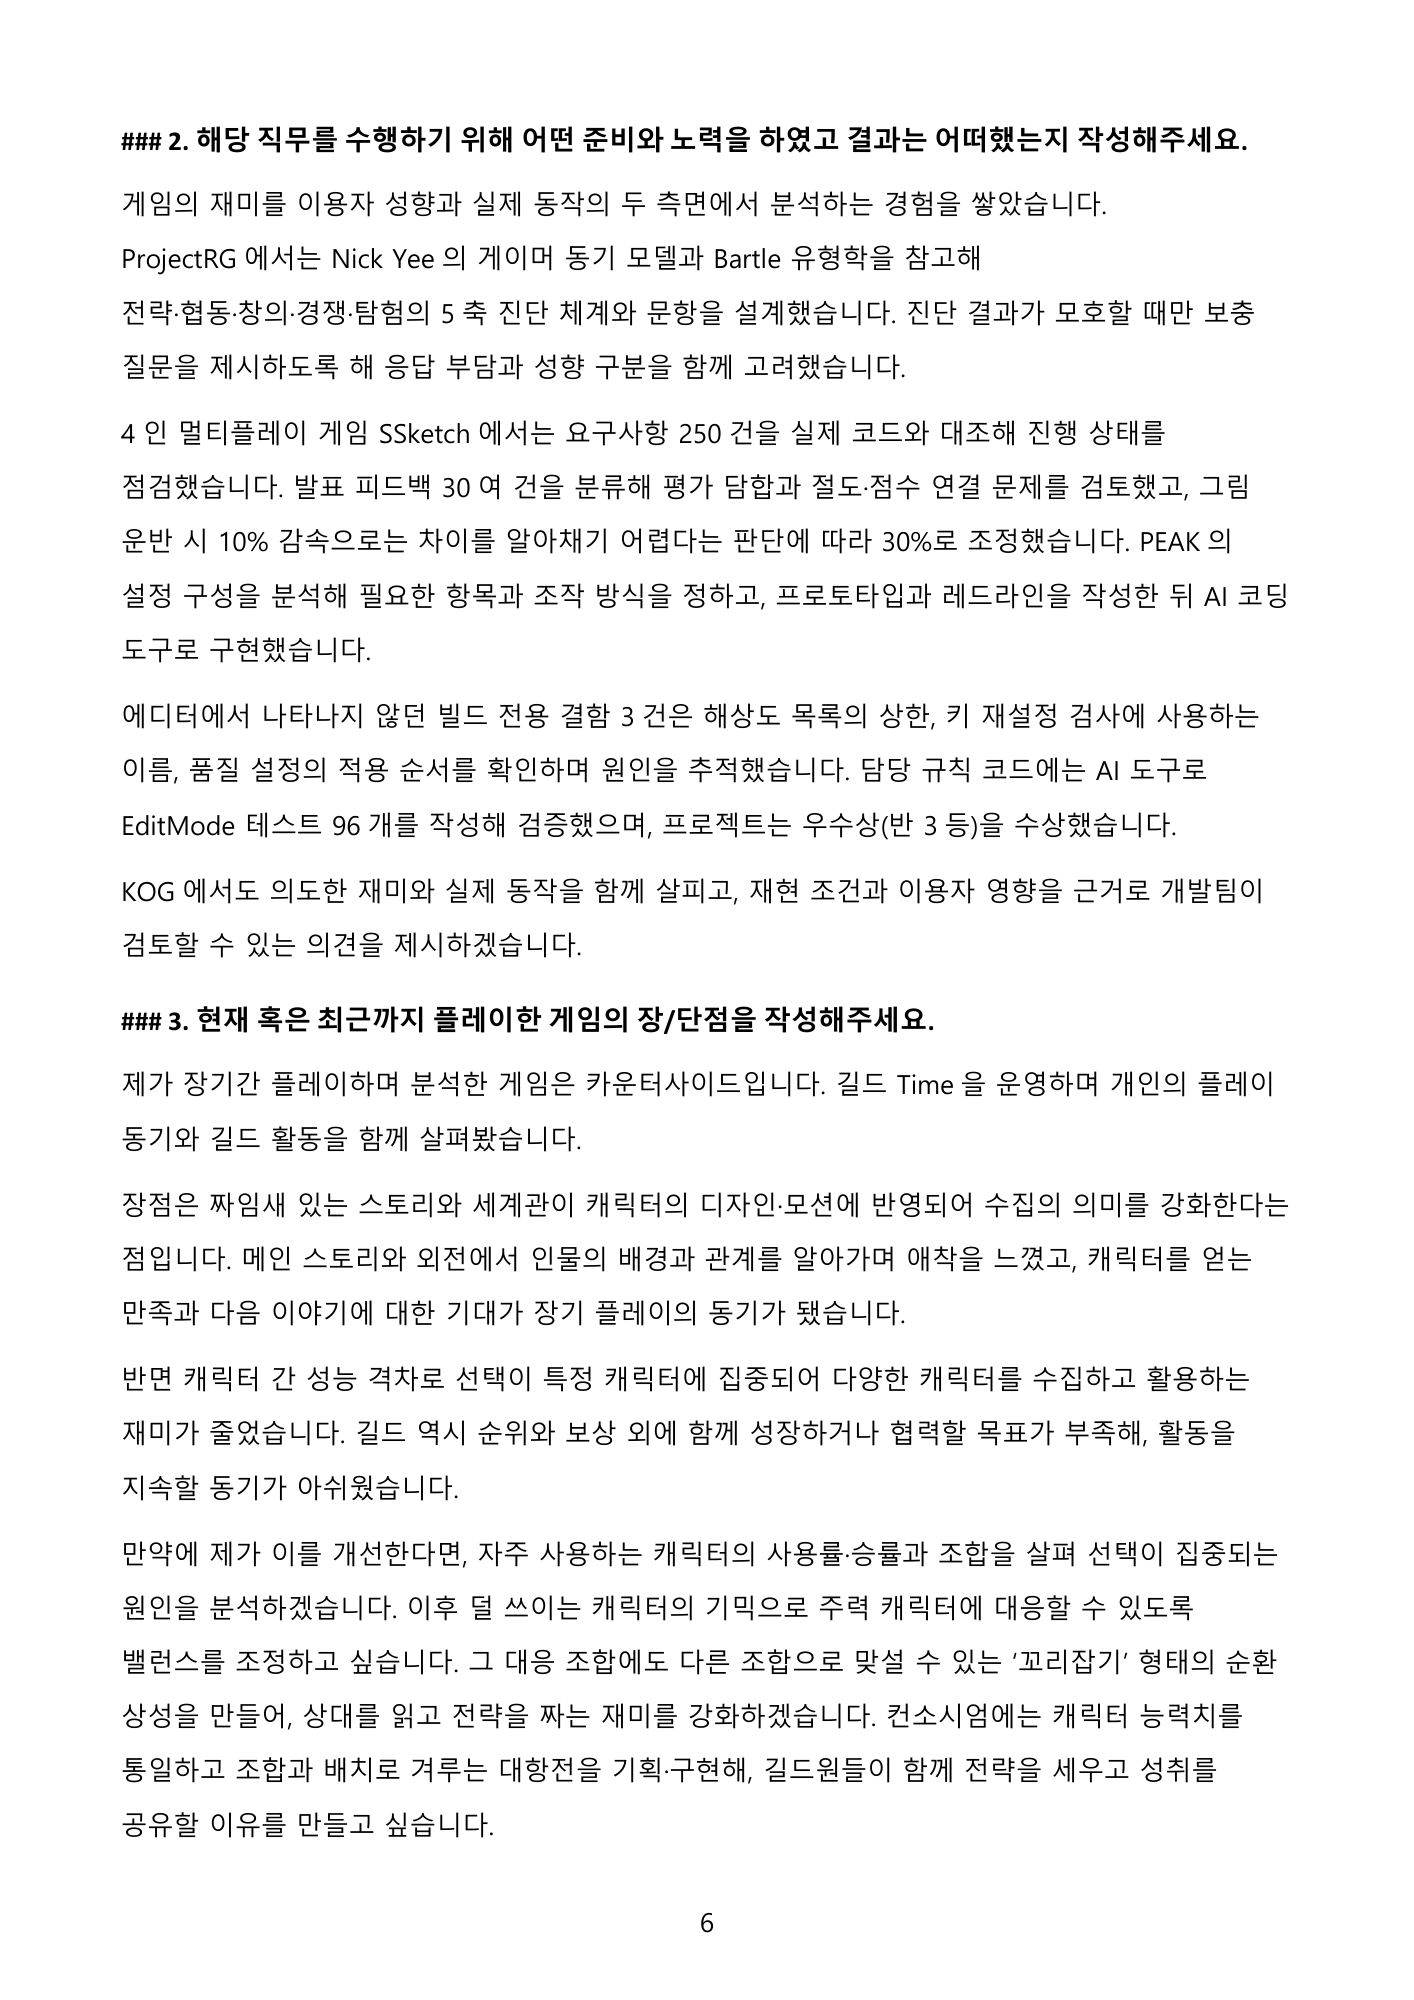 ### 2. 해당 직무를 수행하기 위해 어떤 준비와 노력을 하였고 결과는 어떠했는지 작성해주세요.
게임의 재미를 이용자 성향과 실제 동작의 두 측면에서 분석하는 경험을 쌓았습니다.
ProjectRG 에서는 Nick Yee 의 게이머 동기 모델과 Bartle 유형학을 참고해
전략·협동·창의·경쟁·탐험의 5 축 진단 체계와 문항을 설계했습니다. 진단 결과가 모호할 때만 보충
질문을 제시하도록 해 응답 부담과 성향 구분을 함께 고려했습니다.
4 인 멀티플레이 게임 SSketch 에서는 요구사항 250 건을 실제 코드와 대조해 진행 상태를
점검했습니다. 발표 피드백 30 여 건을 분류해 평가 담합과 절도·점수 연결 문제를 검토했고, 그림
운반 시 10% 감속으로는 차이를 알아채기 어렵다는 판단에 따라 30%로 조정했습니다. PEAK 의
설정 구성을 분석해 필요한 항목과 조작 방식을 정하고, 프로토타입과 레드라인을 작성한 뒤 AI 코딩
도구로 구현했습니다.
에디터에서 나타나지 않던 빌드 전용 결함 3 건은 해상도 목록의 상한, 키 재설정 검사에 사용하는
이름, 품질 설정의 적용 순서를 확인하며 원인을 추적했습니다. 담당 규칙 코드에는 AI 도구로
EditMode 테스트 96 개를 작성해 검증했으며, 프로젝트는 우수상(반 3 등)을 수상했습니다.
KOG 에서도 의도한 재미와 실제 동작을 함께 살피고, 재현 조건과 이용자 영향을 근거로 개발팀이
검토할 수 있는 의견을 제시하겠습니다.
### 3. 현재 혹은 최근까지 플레이한 게임의 장/단점을 작성해주세요.
제가 장기간 플레이하며 분석한 게임은 카운터사이드입니다. 길드 Time 을 운영하며 개인의 플레이
동기와 길드 활동을 함께 살펴봤습니다.
장점은 짜임새 있는 스토리와 세계관이 캐릭터의 디자인·모션에 반영되어 수집의 의미를 강화한다는
점입니다. 메인 스토리와 외전에서 인물의 배경과 관계를 알아가며 애착을 느꼈고, 캐릭터를 얻는
만족과 다음 이야기에 대한 기대가 장기 플레이의 동기가 됐습니다.
반면 캐릭터 간 성능 격차로 선택이 특정 캐릭터에 집중되어 다양한 캐릭터를 수집하고 활용하는
재미가 줄었습니다. 길드 역시 순위와 보상 외에 함께 성장하거나 협력할 목표가 부족해, 활동을
지속할 동기가 아쉬웠습니다.
만약에 제가 이를 개선한다면, 자주 사용하는 캐릭터의 사용률·승률과 조합을 살펴 선택이 집중되는
원인을 분석하겠습니다. 이후 덜 쓰이는 캐릭터의 기믹으로 주력 캐릭터에 대응할 수 있도록
밸런스를 조정하고 싶습니다. 그 대응 조합에도 다른 조합으로 맞설 수 있는 ‘꼬리잡기’ 형태의 순환
상성을 만들어, 상대를 읽고 전략을 짜는 재미를 강화하겠습니다. 컨소시엄에는 캐릭터 능력치를
통일하고 조합과 배치로 겨루는 대항전을 기획·구현해, 길드원들이 함께 전략을 세우고 성취를
공유할 이유를 만들고 싶습니다.
6